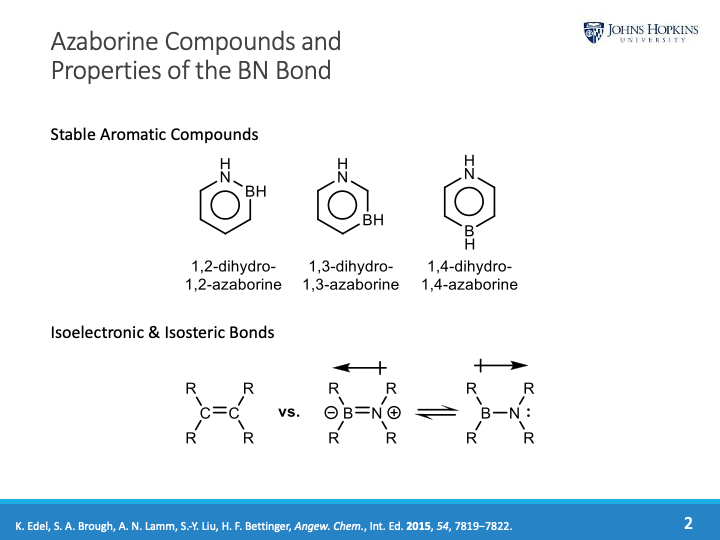 Azaborine Compounds and
Properties of the BN Bond
JOHNS HOPKINS
UNIVERSITY
Stable Aromatic Compounds
H
N
BH
H
N
BH
H
N
B
H
1,2-dihydro-
1,2-azaborine
1,3-dihydro-
1,3-azaborine
1,4-dihydro-
1,4-azaborine
Isoelectronic & Isosteric Bonds
R R
C=C
R R
vs.
R R
⊖ B=N ⊕
R R
R R
B–N :
R R
K. Edel, S. A. Brough, A. N. Lamm, S.-Y. Liu, H. F. Bettinger, Angew. Chem., Int. Ed. 2015, 54, 7819–7822.
2